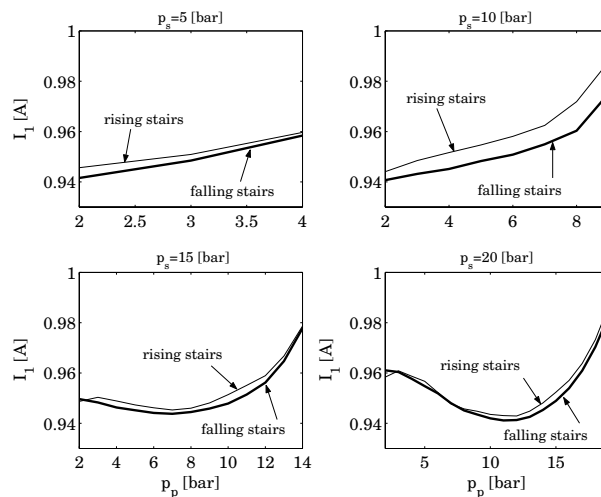 p_s=5 [bar]
p_s=10 [bar]
1
0.98
0.96
0.94
I_1 [A]
rising stairs
falling stairs
2
2.5
3
3.5
4
1
0.98
0.96
0.94
I_1 [A]
rising stairs
falling stairs
2
4
6
8
p_s=15 [bar]
p_s=20 [bar]
1
0.98
0.96
0.94
I_1 [A]
rising stairs
falling stairs
2
4
6
8
10
12
14
p_p [bar]
1
0.98
0.96
0.94
I_1 [A]
rising stairs
falling stairs
5
10
15
p_p [bar]